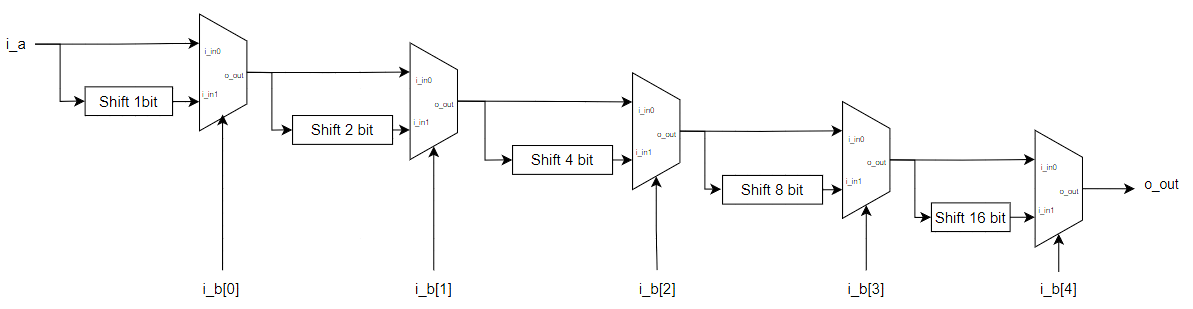 i_a
i_in0
o_out
i_in1
Shift 1bit
i_in0
o_out
i_in1
Shift 2 bit
i_in0
o_out
i_in1
Shift 4 bit
i_in0
o_out
i_in1
Shift 8 bit
i_in0
o_out
i_in1
Shift 16 bit
o_out
i_b[0]
i_b[1]
i_b[2]
i_b[3]
i_b[4]